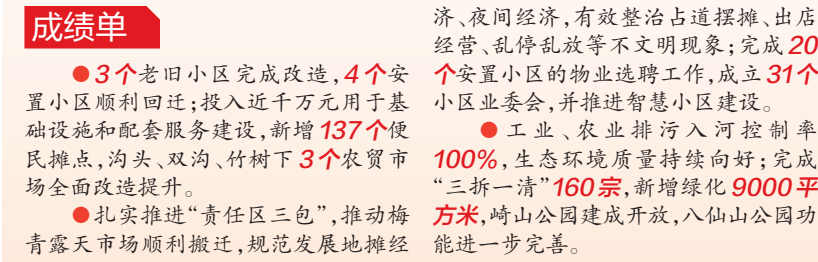 成绩单
●3个老旧小区完成改造,4个安
置小区顺利回迁;投入近千万元用于基
础设施和配套服务建设,新增137个便
民摊点,沟头、双沟、竹树下3个农贸市
场全面改造提升。
●扎实推进“责任区三包”,推动梅
青露天市场顺利搬迁,规范发展地摊经
济、夜间经济,有效整治占道摆摊、出店
经营、乱停乱放等不文明现象;完成20
个安置小区的物业选聘工作,成立31个
小区业委会,并推进智慧小区建设。
●工业、农业排污入河控制率
100%,生态环境质量持续向好;完成
“三拆一清”160宗,新增绿化9000平
方米,崎山公园建成开放,八仙山公园功
能进一步完善。